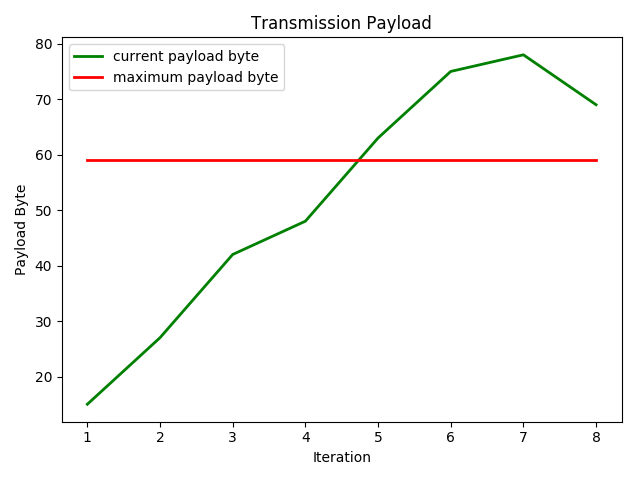 Transmission Payload
current payload byte
maximum payload byte
Payload Byte
80
70
60
50
40
30
20
1 2 3 4 5 6 7 8
Iteration